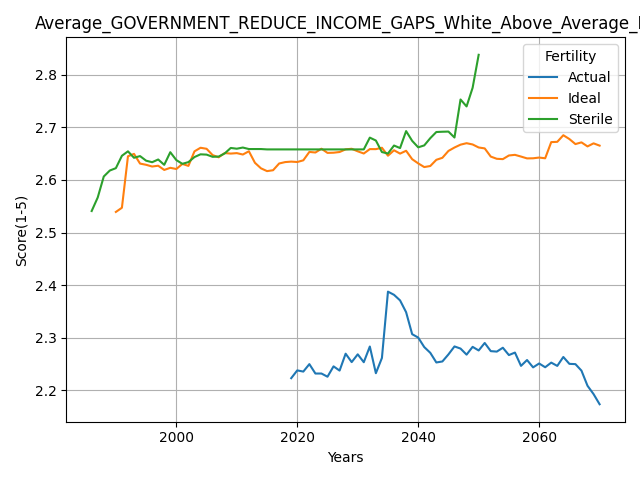 Average_GOVERNMENT_REDUCE_INCOME_GAPS_White_Above_Average_
Fertility
Actual
Ideal
Sterile
Score(1-5)
2.8
2.7
2.6
2.5
2.4
2.3
2.2
2000
2020
2040
2060
Years